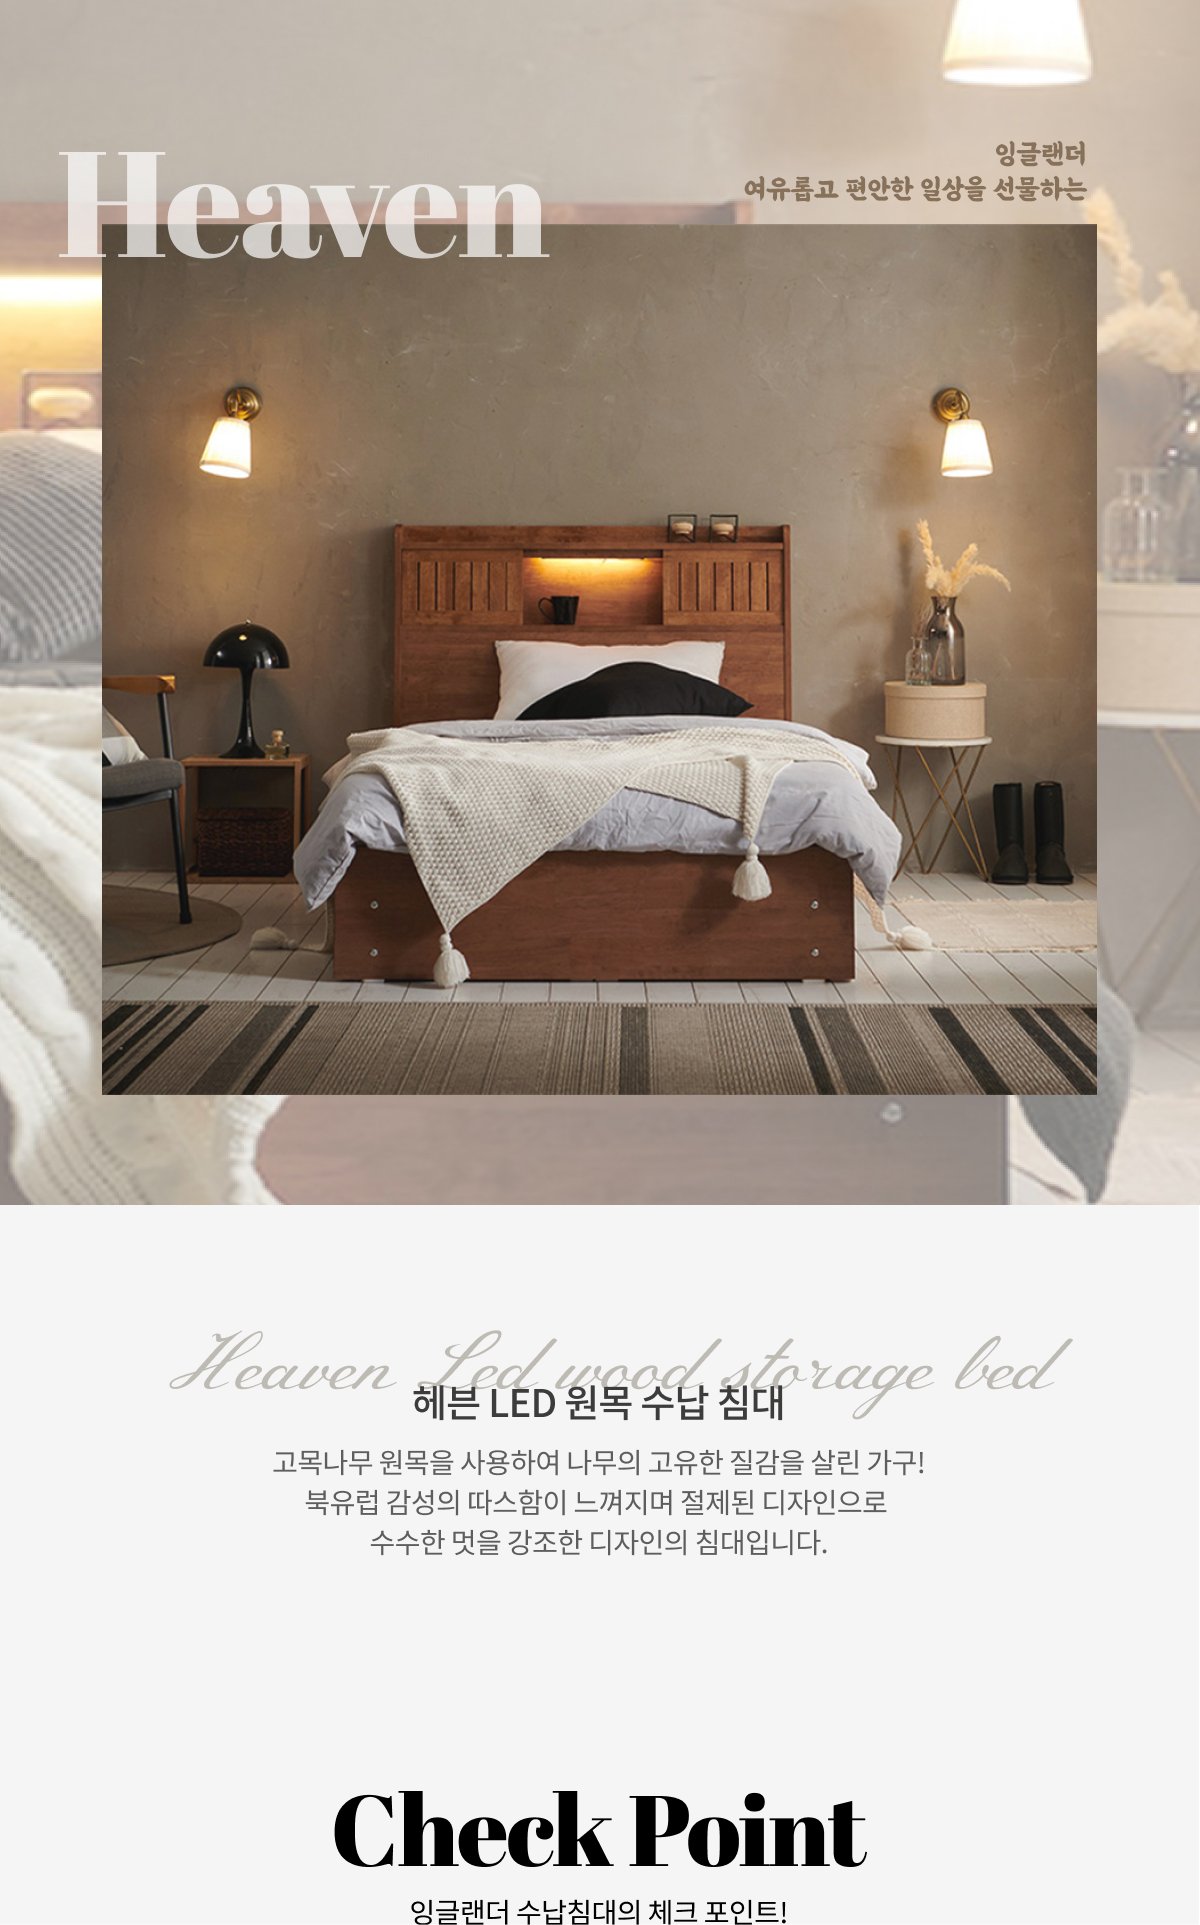 Heaven
잉글랜더
여유롭고 편안한 일상을 선물하는
Heaven Led wood storage bed
헤븐 LED 원목 수납 침대
고목나무 원목을 사용하여 나무의 고유한 질감을 살린 가구!
북유럽 감성의 따스함이 느껴지며 절제된 디자인으로
수수한 멋을 강조한 디자인의 침대입니다.
Check Point
잉글랜더 수납침대의 체크 포인트!